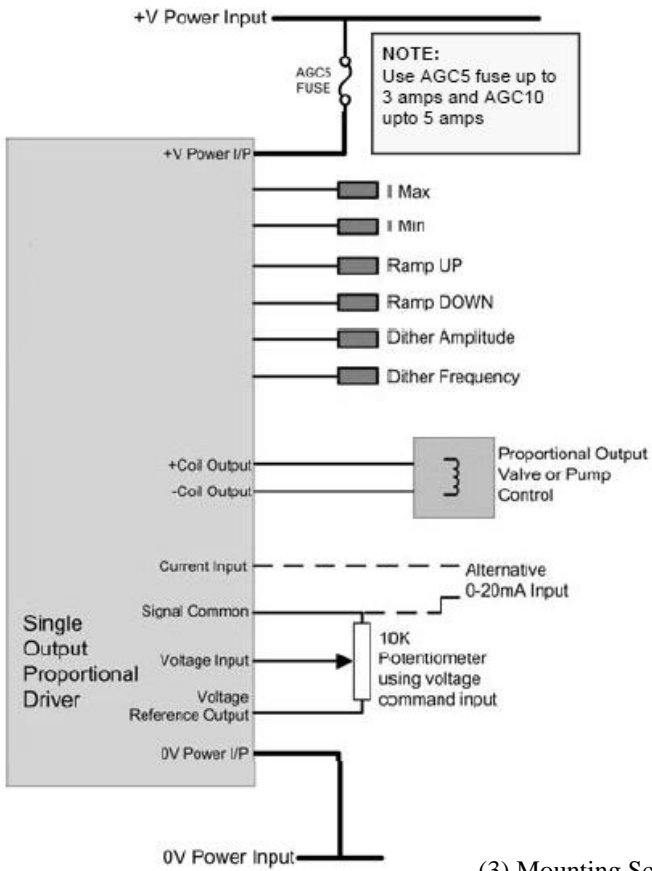 +V Power Input
AGC5
FUSE
NOTE:
Use AGC5 fuse up to
3 amps and AGC10
upto 5 amps
+V Power I/P
I Max
I Min
Ramp UP
Ramp DOWN
Dither Amplitude
Dither Frequency
+Coil Output
-Coil Output
Proportional Output
Valve or Pump
Control
Current Input
Alternative
0-20mA Input
Signal Common
Single
Output
Proportional
Driver
Voltage Input
10K
Potentiometer
using voltage
command input
Voltage
Reference Output
0V Power I/P
0V Power Input
(3) Mounting